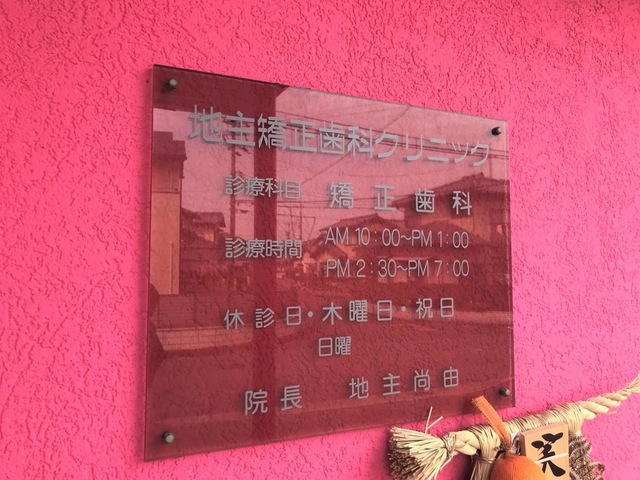 地主矯正歯科クリニック
診療科目 矯正歯科
診療時間 AM 10:00~PM 1:00
PM 2:30~PM 7:00
休診日・木曜日・祝日
日曜
院長 地主尚由